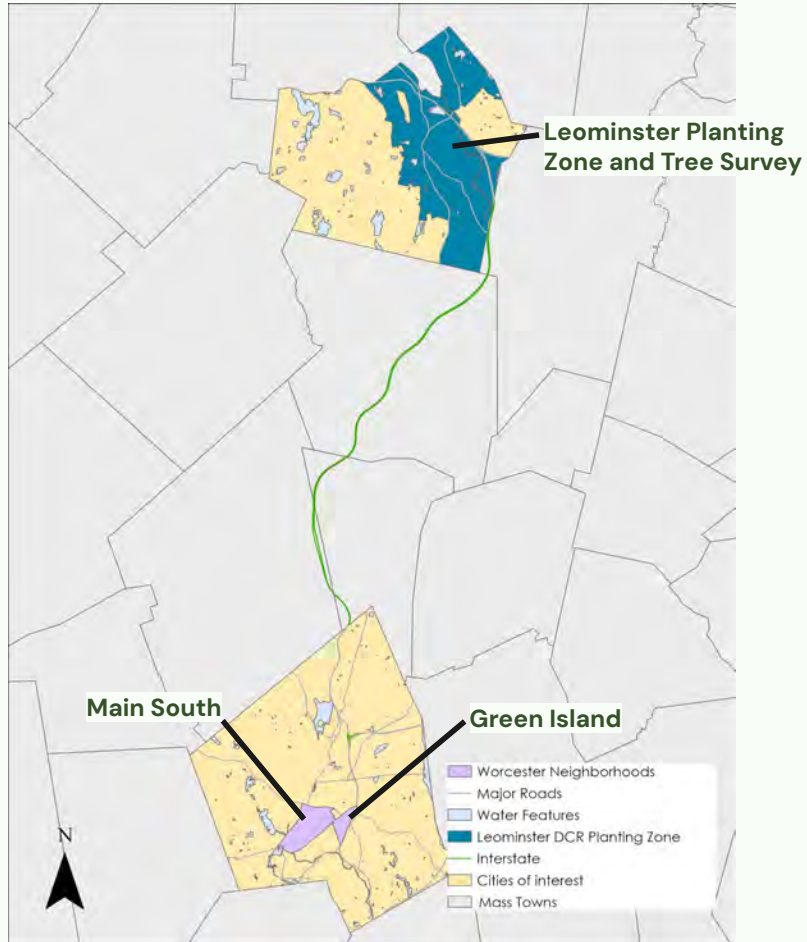 Leominster Planting
Zone and Tree Survey
Main South
Green Island
Worcester Neighborhoods
Major Roads
Water Features
Leominster DCR Planting Zone
Interstate
Cities of interest
Mass Towns
N